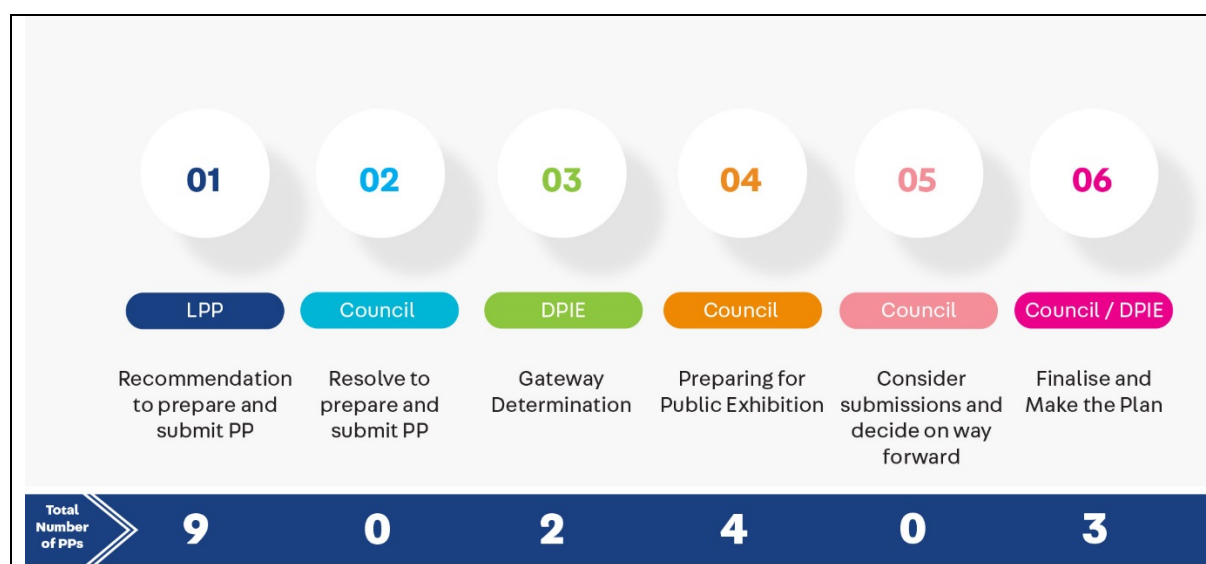 01 02 03 04 05 06
LPP Council DPIE Council Council Council / DPIE
Recommendation
to prepare and
submit PP
Resolve to
prepare and
submit PP
Gateway
Determination
Preparing for
Public Exhibition
Consider
submissions and
decide on way
forward
Finalise and
Make the Plan
Total
Number
of PPs
9 0 2 4 0 3